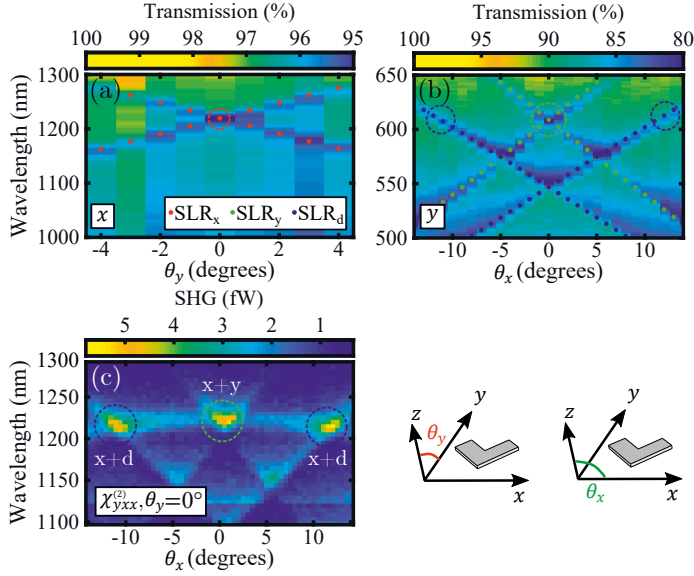 Transmission (%)
100 99 98 97 96 95
Wavelength (nm)
1300
1200
1100
1000
(a)
x
SLRx SLRy SLRd
-4 -2 0 2 4
θy (degrees)
Transmission (%)
100 95 90 85 80
Wavelength (nm)
650
600
550
500
(b)
y
-10 -5 0 5 10
θx (degrees)
SHG (fW)
5 4 3 2 1
Wavelength (nm)
1300
1200
1200
1100
(c)
x+y
x+d
x+d
χ(2)yxx,θy=0°
-10 -5 0 5 10
θx (degrees)
z
y
θy
x
z
y
θx
x